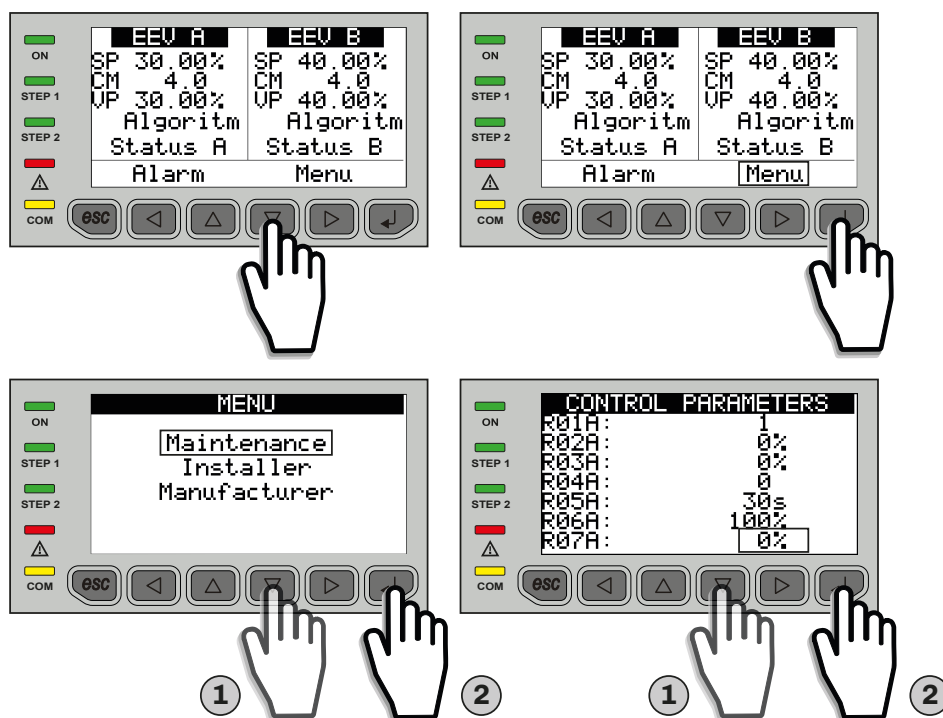 ON
STEP 1
STEP 2
COM
EEV A EEV B
SP 30.00% SP 40.00%
CM 4.0 CM 4.0
VP 30.00% VP 40.00%
Algoritm Algoritm
Status A Status B
Alarm Menu
esc
ON
STEP 1
STEP 2
COM
EEV A EEV B
SP 30.00% SP 40.00%
CM 4.0 CM 4.0
VP 30.00% VP 40.00%
Algoritm Algoritm
Status A Status B
Alarm Menu
esc
ON
STEP 1
STEP 2
COM
MENU
Maintenance
Installer
Manufacturer
esc
1 2
ON
STEP 1
STEP 2
COM
CONTROL PARAMETERS
R01A: 1
R02A: 0%
R03A: 0%
R04A: 0
R05A: 30s
R06A: 100%
R07A: 0%
esc
1 2